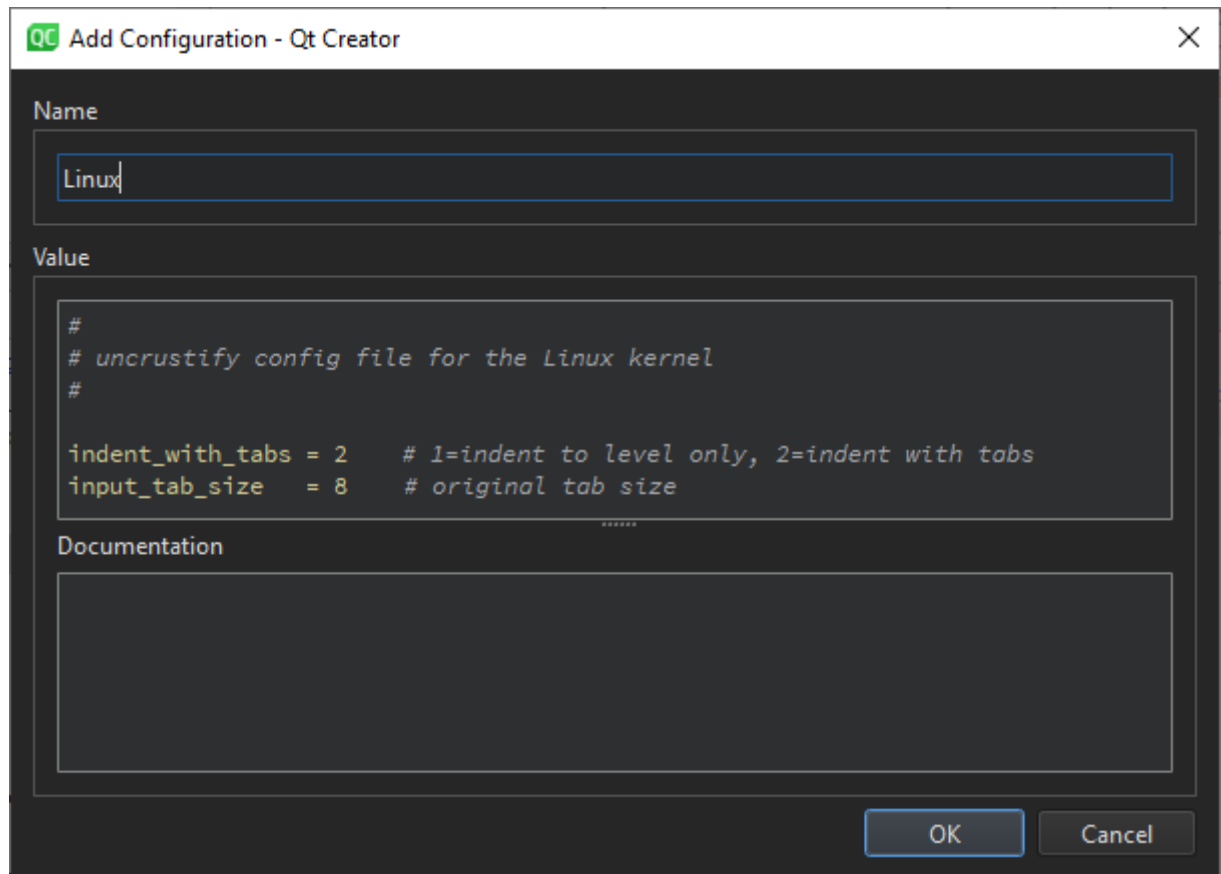 QC Add Configuration - Qt Creator
Name
Linux
Value
#
# uncrustify config file for the Linux kernel
#
indent_with_tabs = 2    # 1=indent to level only, 2=indent with tabs
input_tab_size   = 8    # original tab size
Documentation
OK Cancel